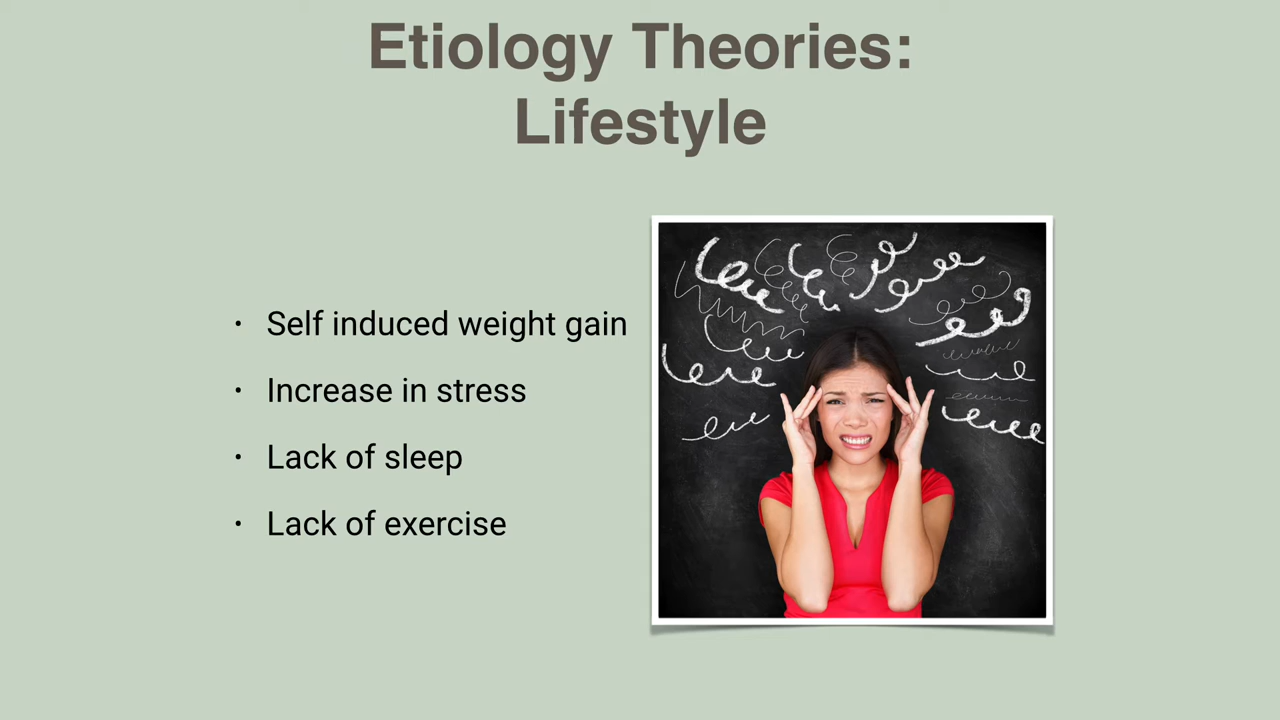 Etiology Theories:
Lifestyle
• Self induced weight gain
• Increase in stress
• Lack of sleep
• Lack of exercise